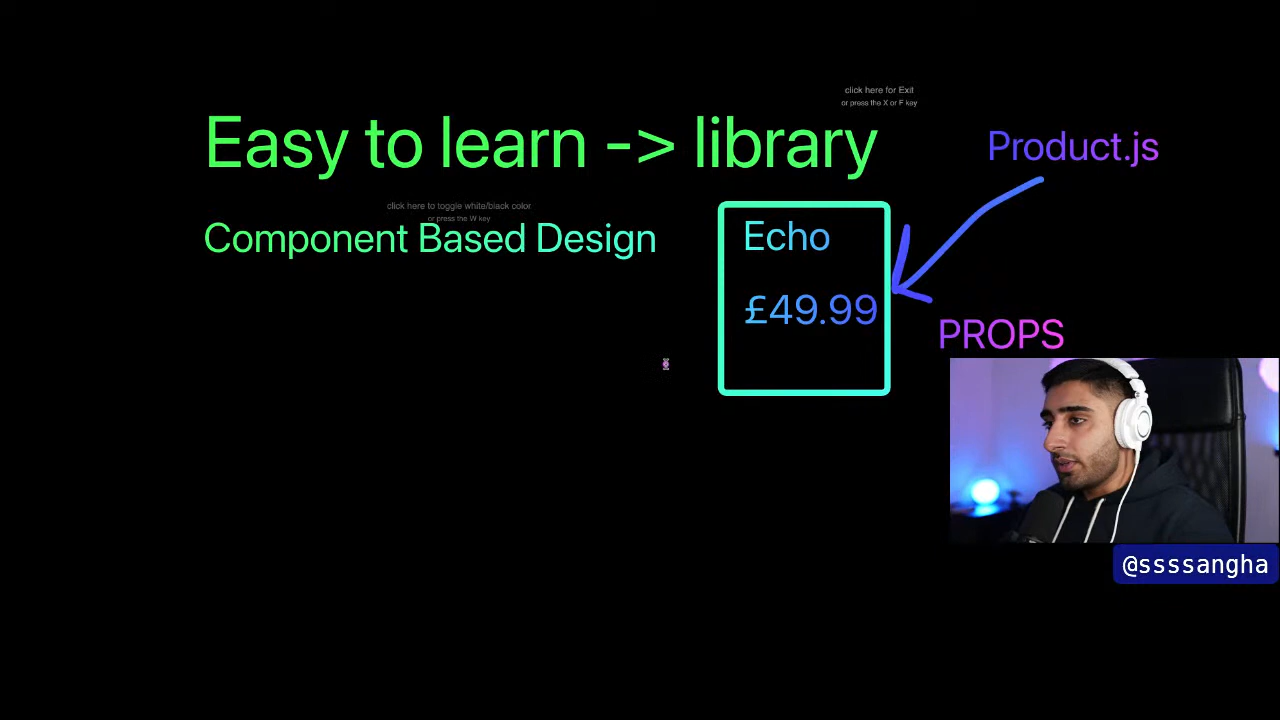 click here for Exit
or press the X or F key
Easy to learn -> library
Product.js
click here to toggle white/black color
or press the W key
Component Based Design
Echo
£49.99
PROPS
@ssssangha